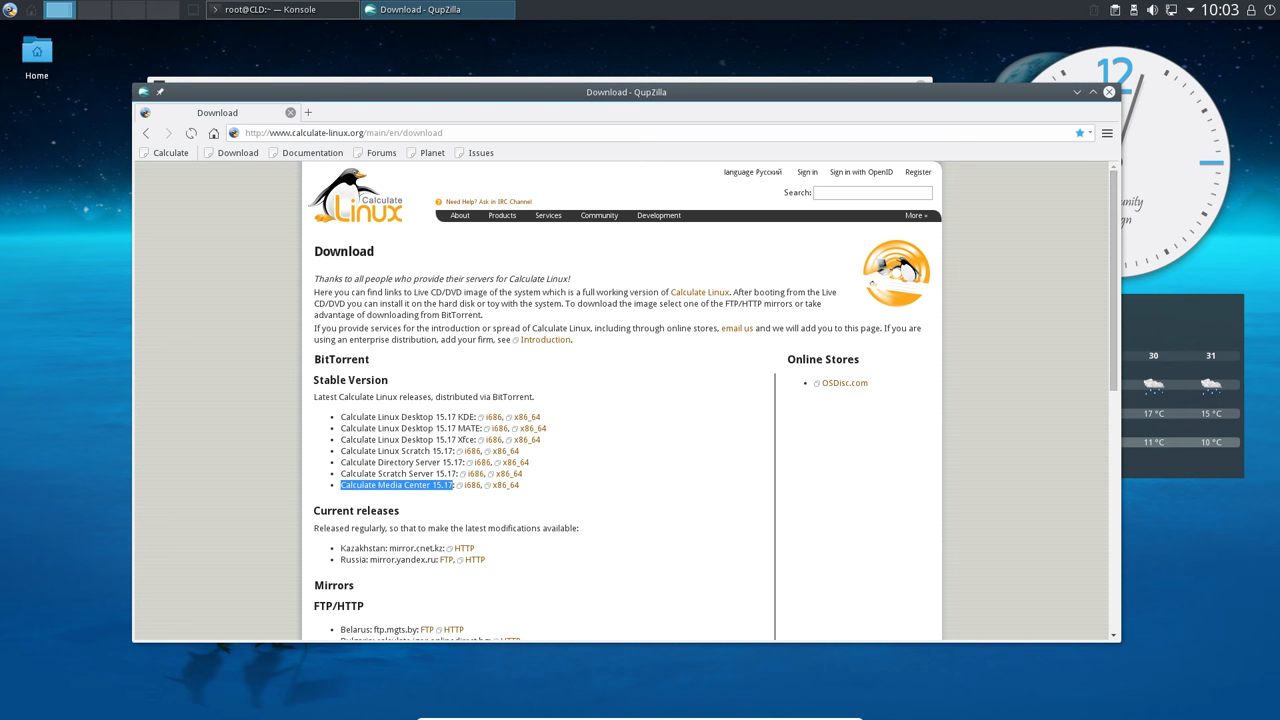 root@CLD:~ — Konsole
Download - QupZilla
10:03
Home
12
Download - QupZilla
Download
http://www.calculate-linux.org/main/en/download
Calculate
Download
Documentation
Forums
Planet
Issues
Calculate
Linux
language Русский
Sign in
Sign in with OpenID
Register
Search:
Need Help? Ask in IRC Channel
About
Products
Services
Community
Development
More »
Download
Thanks to all people who provide their servers for Calculate Linux!
Here you can find links to Live CD/DVD image of the system which is a full working version of Calculate Linux. After booting from the Live
CD/DVD you can install it on the hard disk or toy with the system. To download the image select one of the FTP/HTTP mirrors or take
advantage of downloading from BitTorrent.
If you provide services for the introduction or spread of Calculate Linux, including through online stores, email us and we will add you to this page. If you are
using an enterprise distribution, add your firm, see Introduction.
BitTorrent
Stable Version
Latest Calculate Linux releases, distributed via BitTorrent.
Calculate Linux Desktop 15.17 KDE: i686, x86_64
Calculate Linux Desktop 15.17 MATE: i686, x86_64
Calculate Linux Desktop 15.17 Xfce: i686, x86_64
Calculate Linux Scratch 15.17: i686, x86_64
Calculate Directory Server 15.17: i686, x86_64
Calculate Scratch Server 15.17: i686, x86_64
Calculate Media Center 15.17: i686, x86_64
Current releases
Released regularly, so that to make the latest modifications available:
Kazakhstan: mirror.cnet.kz: HTTP
Russia: mirror.yandex.ru: FTP, HTTP
Mirrors
FTP/HTTP
Belarus: ftp.mgts.by: FTP HTTP
Online Stores
OSDisc.com
30
31
17 °C
15 °C
11 °C
10 °C